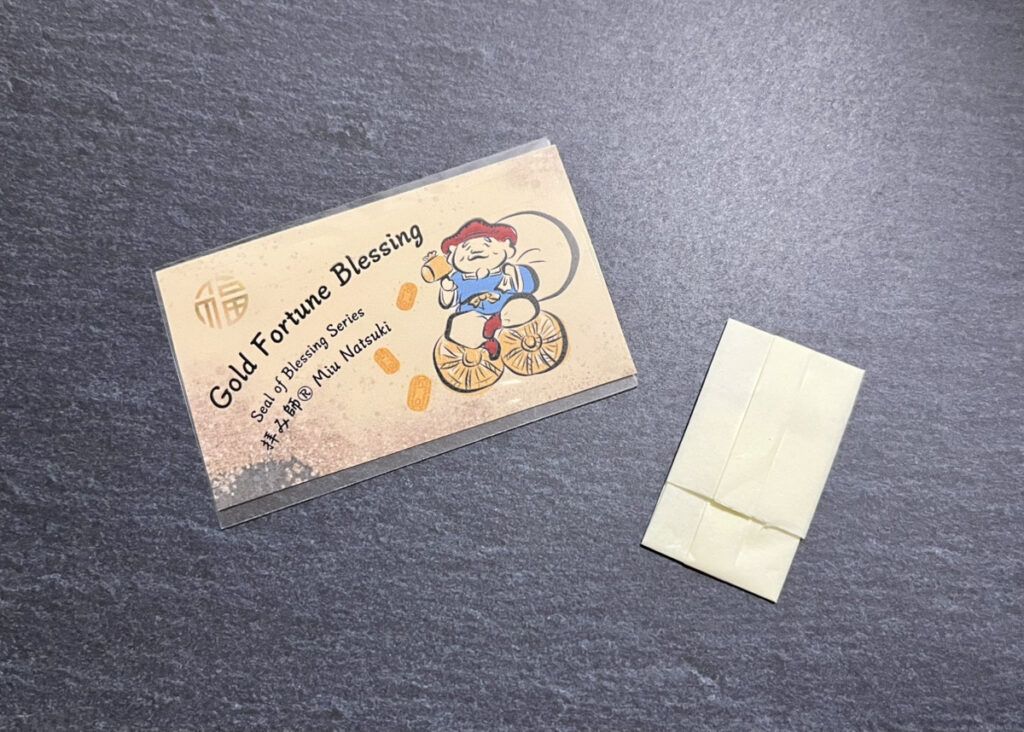 福
Gold Fortune Blessing
Seal of Blessing Series
拝み師® Miu Natsuki